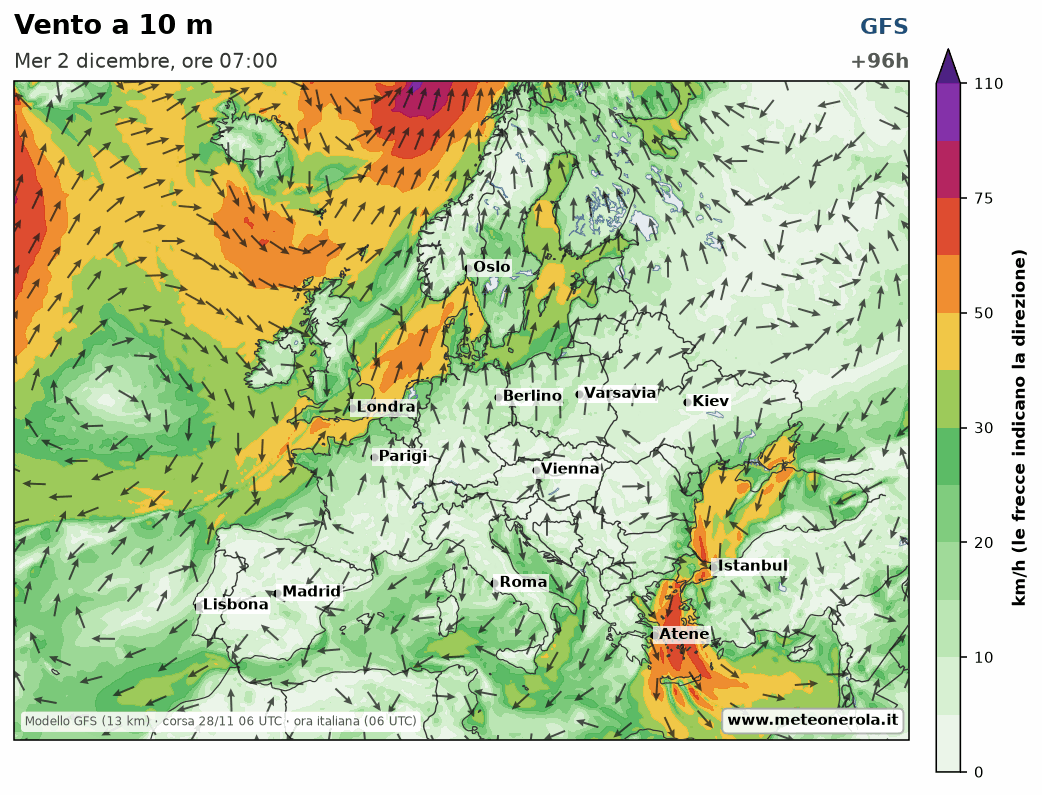 Vento a 10 m
GFS
Mer 2 dicembre, ore 07:00
+96h
110
75
50
30
20
10
0
km/h (le frecce indicano la direzione)
Oslo
Londra
Berlino
Varsavia
Kiev
Parigi
Vienna
Istanbul
Roma
Madrid
Lisbona
Atene
Modello GFS (13 km) · corsa 28/11 06 UTC · ora italiana (06 UTC)
www.meteonerola.it